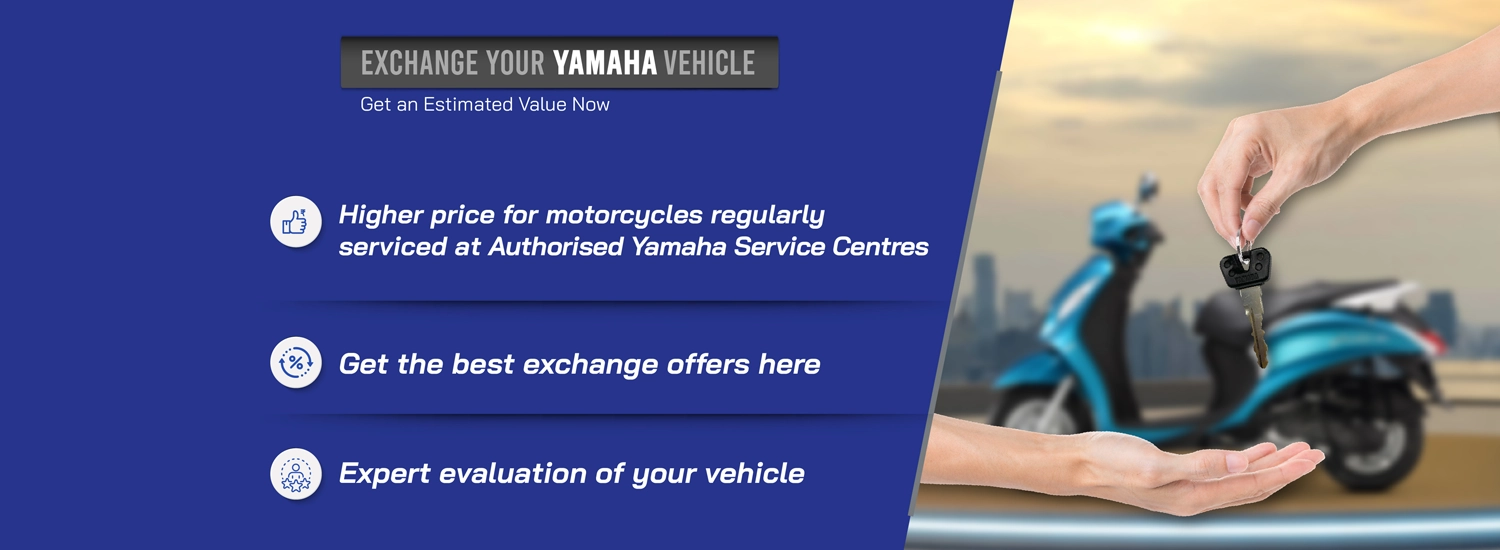 EXCHANGE YOUR YAMAHA VEHICLE
Get an Estimated Value Now
Higher price for motorcycles regularly
serviced at Authorised Yamaha Service Centres
Get the best exchange offers here
Expert evaluation of your vehicle